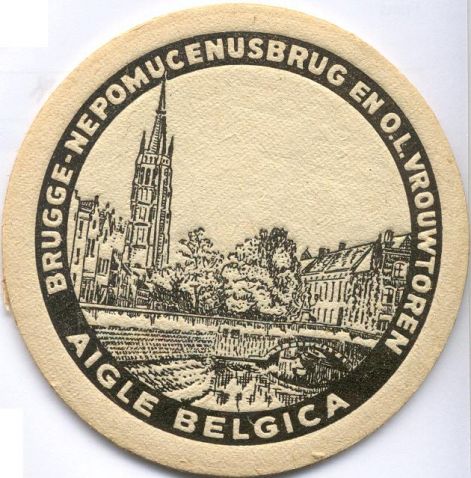 BRUGGE-NEPOMUCENUSBRUG EN O.L.VROUWTOREN
AIGLE BELGICA